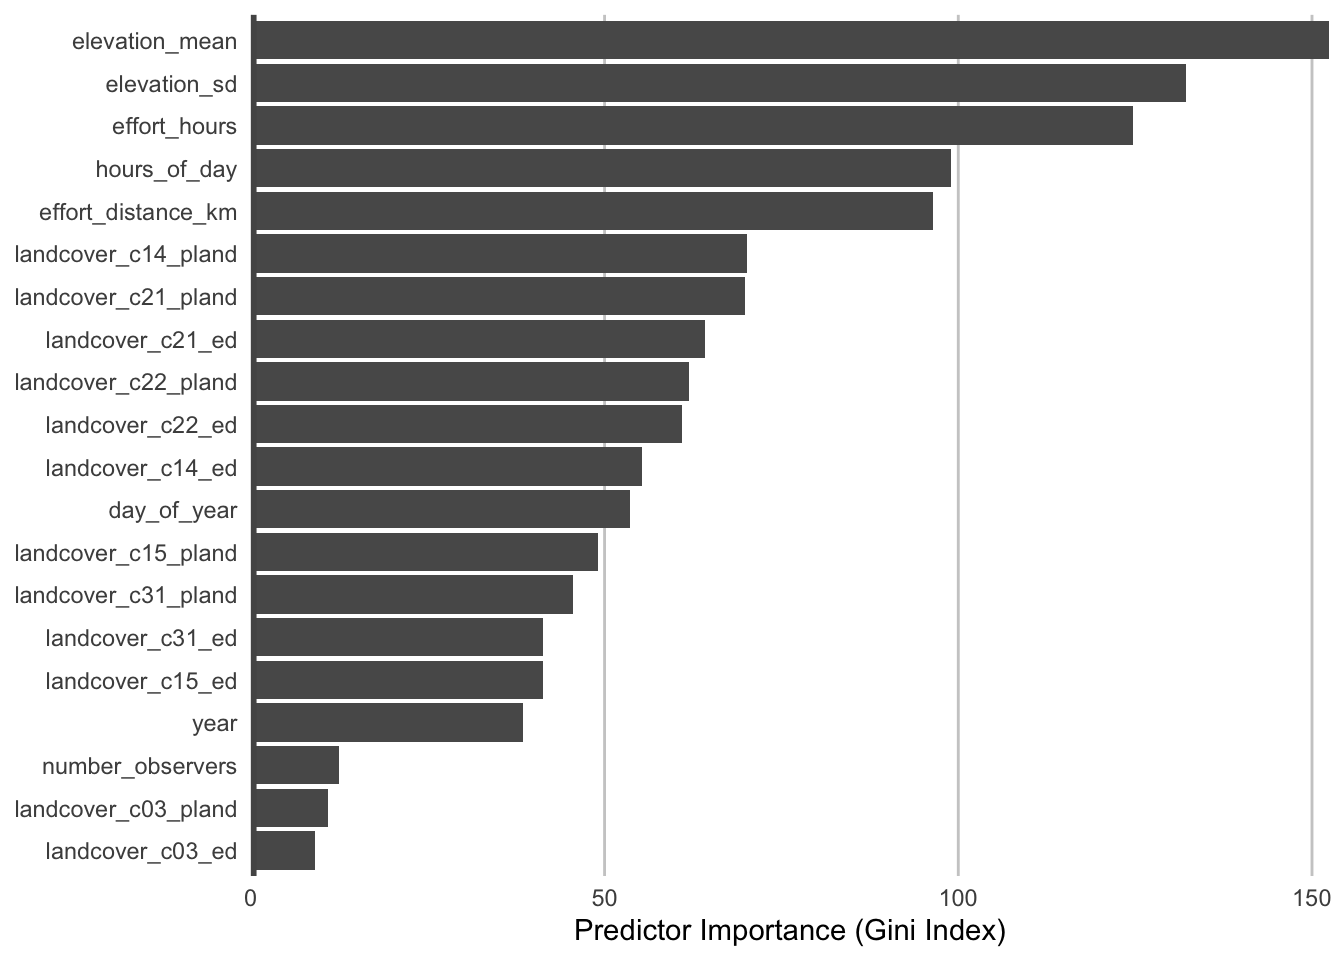 elevation_mean
elevation_sd
effort_hours
hours_of_day
effort_distance_km
landcover_c14_pland
landcover_c21_pland
landcover_c21_ed
landcover_c22_pland
landcover_c22_ed
landcover_c14_ed
day_of_year
landcover_c15_pland
landcover_c31_pland
landcover_c31_ed
landcover_c15_ed
year
number_observers
landcover_c03_pland
landcover_c03_ed
0 50 100 150
Predictor Importance (Gini Index)